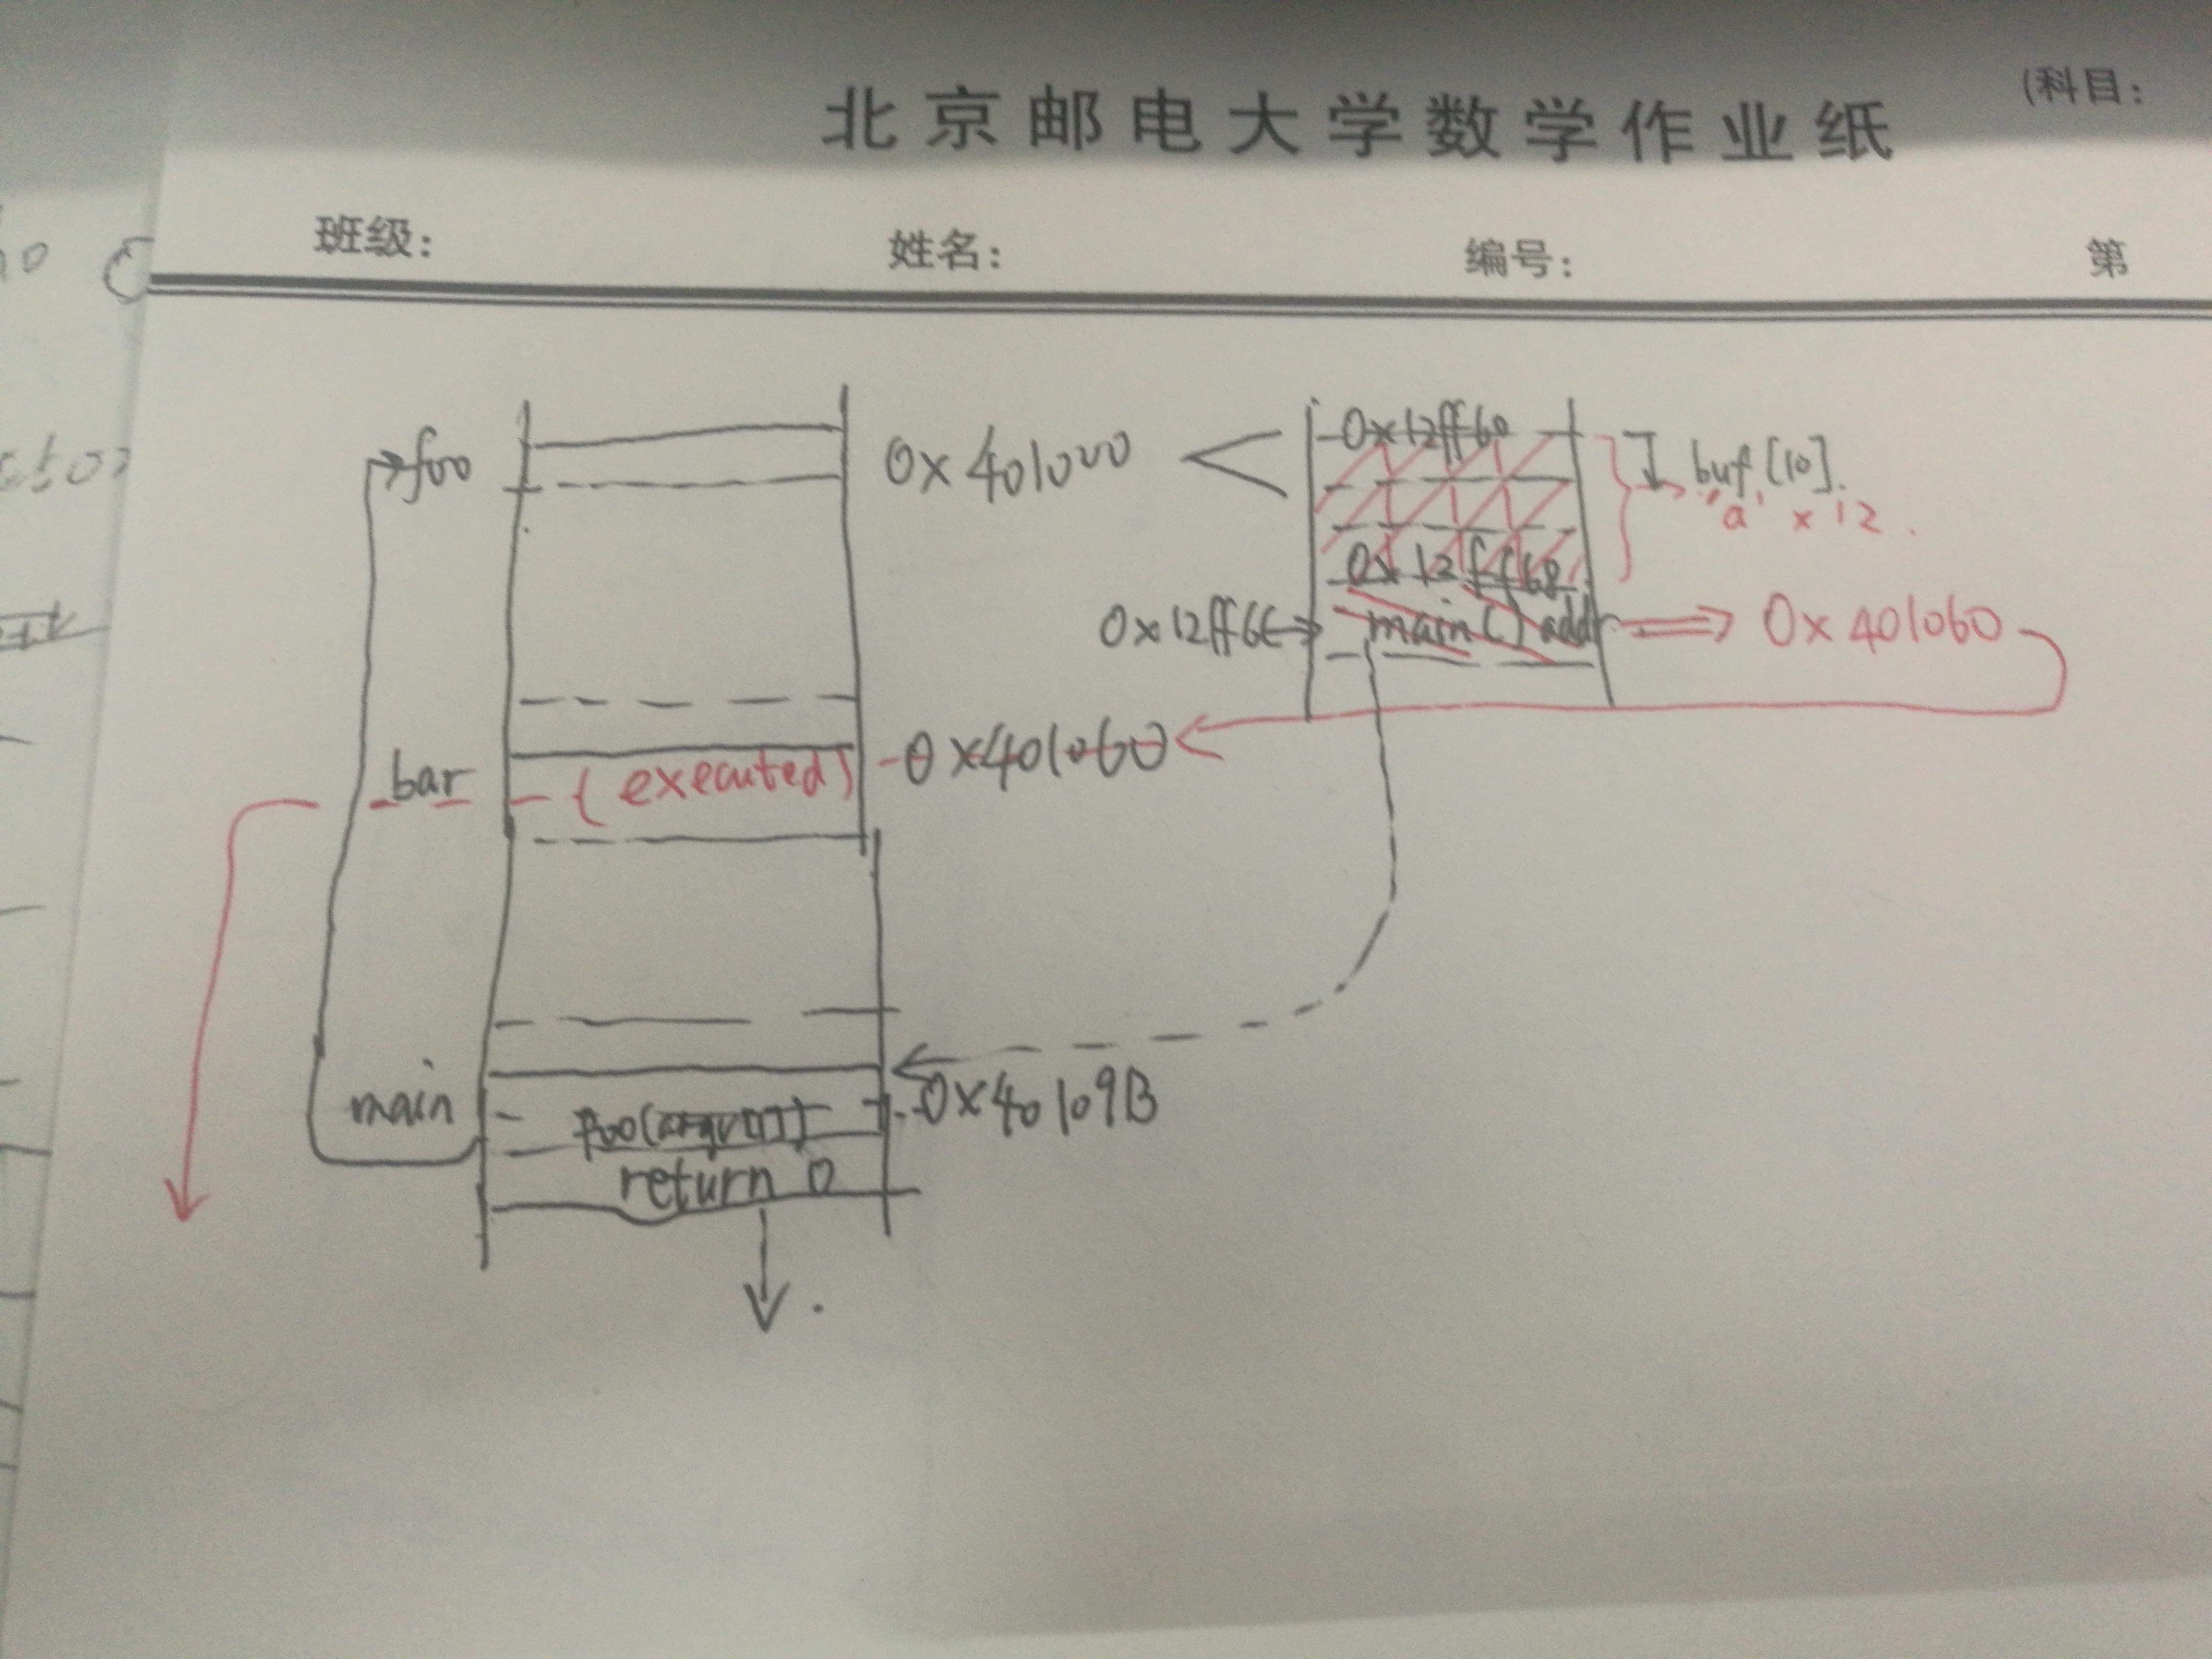 (科目:
北京邮电大学数学作业纸
班级: 姓名: 编号: 第
foo 0x401000 0x12ff60 buf[10].
'a' x 12.
0x12ff68
0x12ff6C main() addr 0x401060
bar (executed) 0x401060
main foo(argv[1]) 0x40109B
return 0